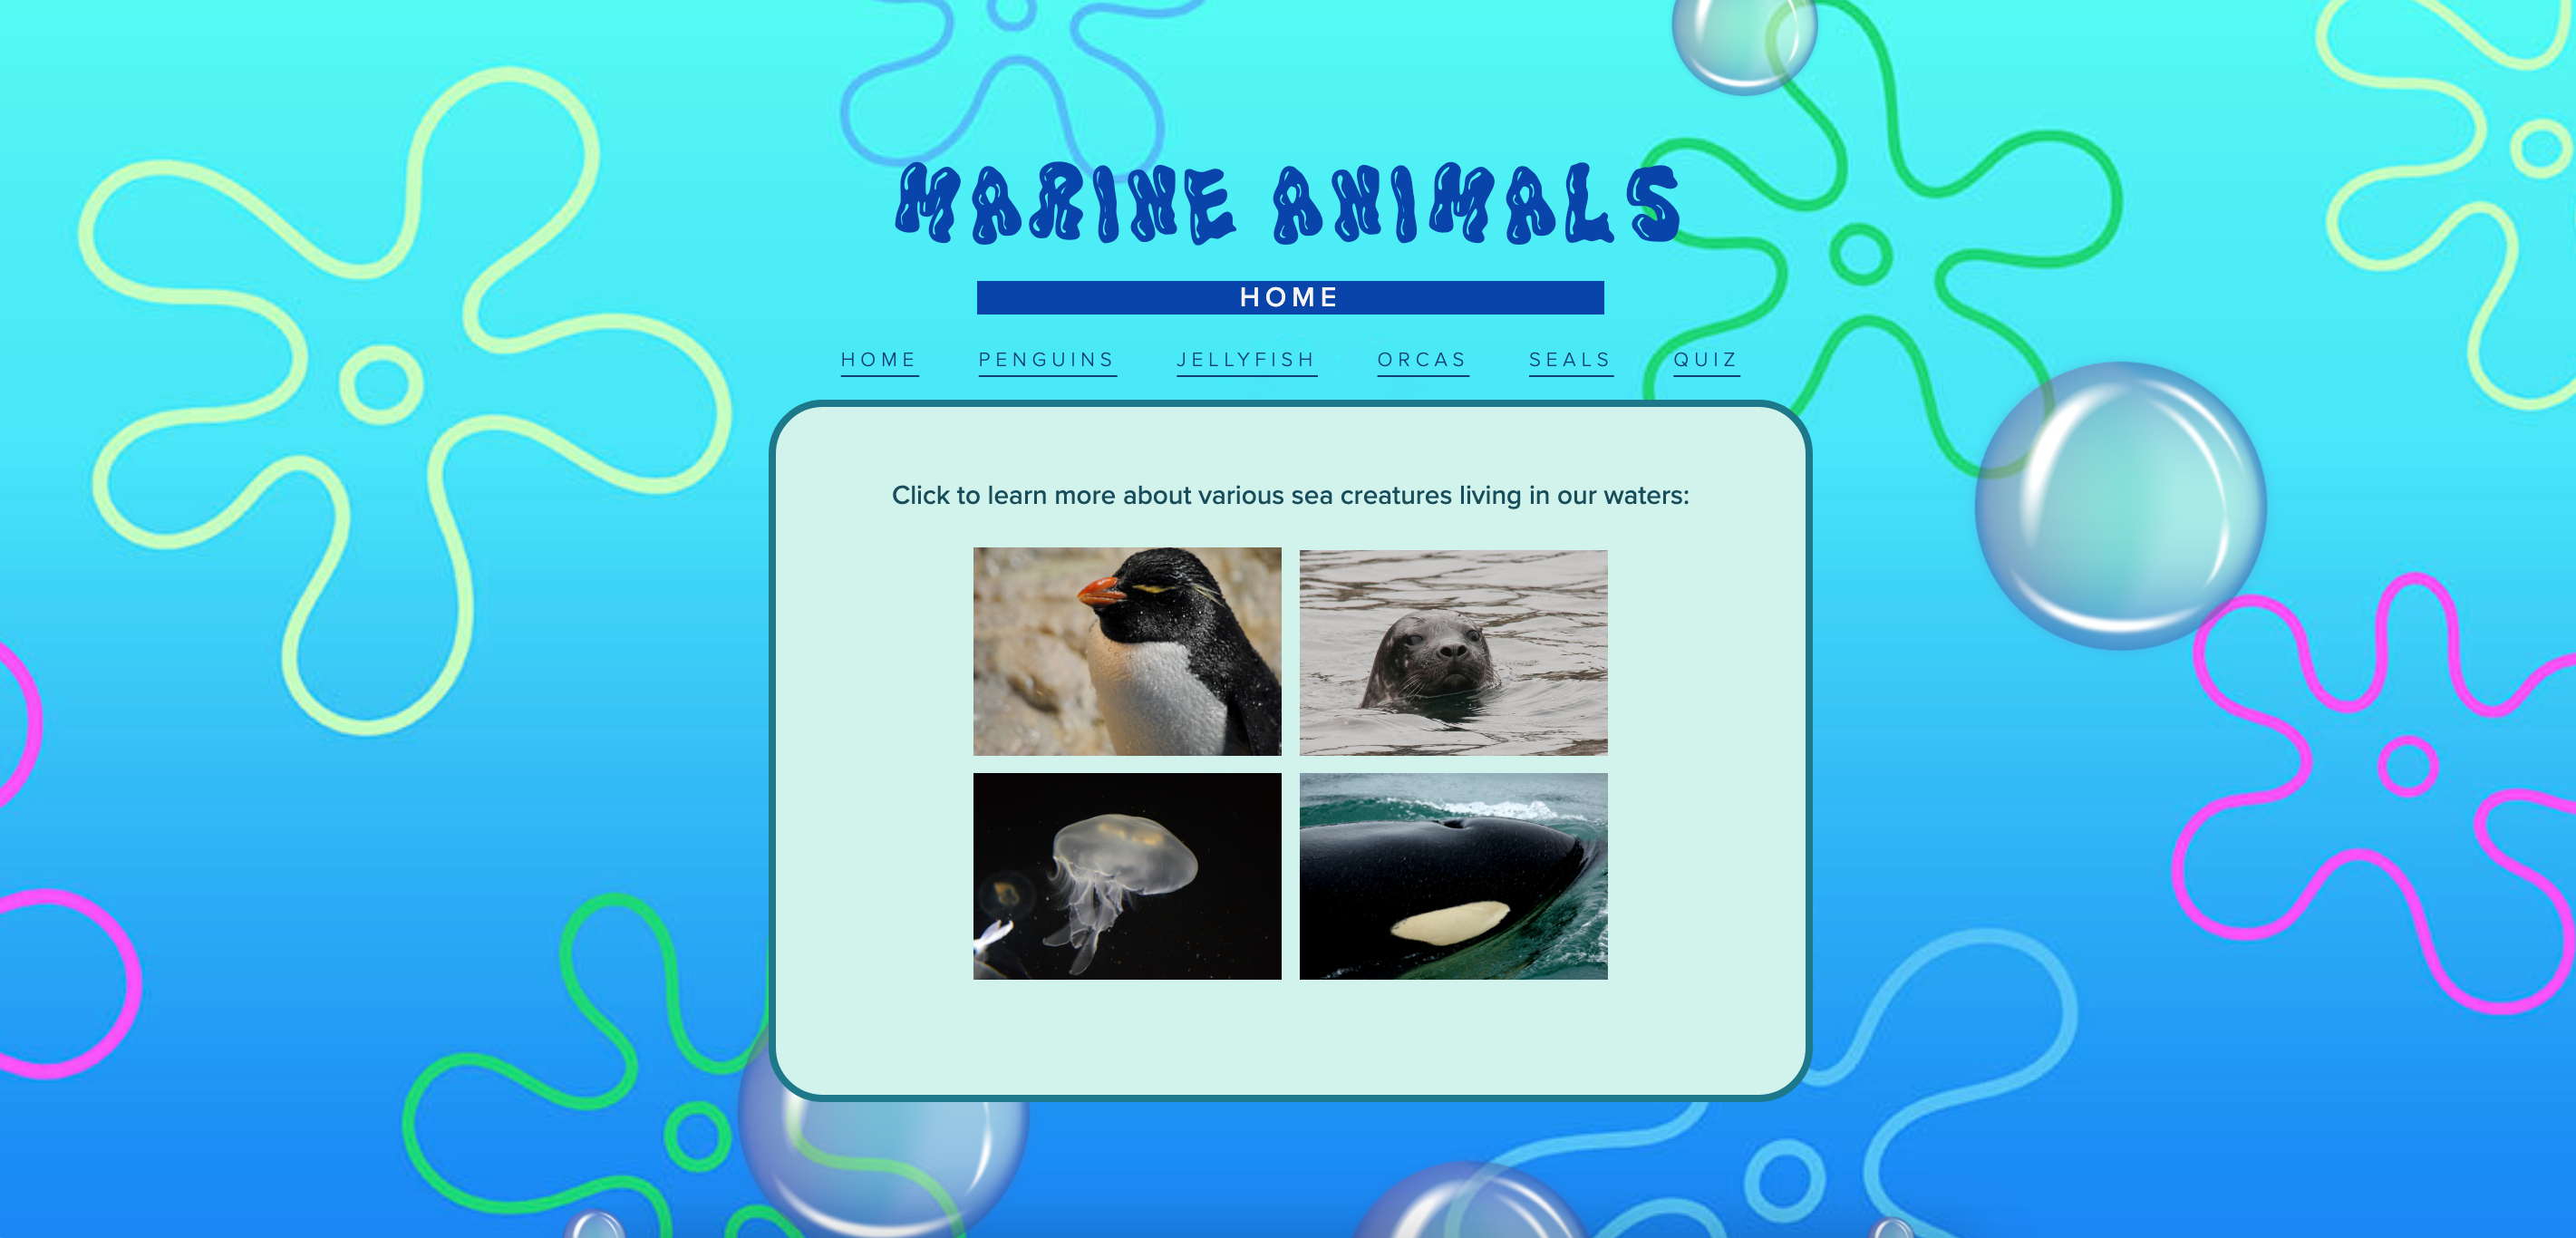 MARINE ANIMALS
HOME
HOME PENGUINS JELLYFISH ORCAS SEALS QUIZ
Click to learn more about various sea creatures living in our waters: